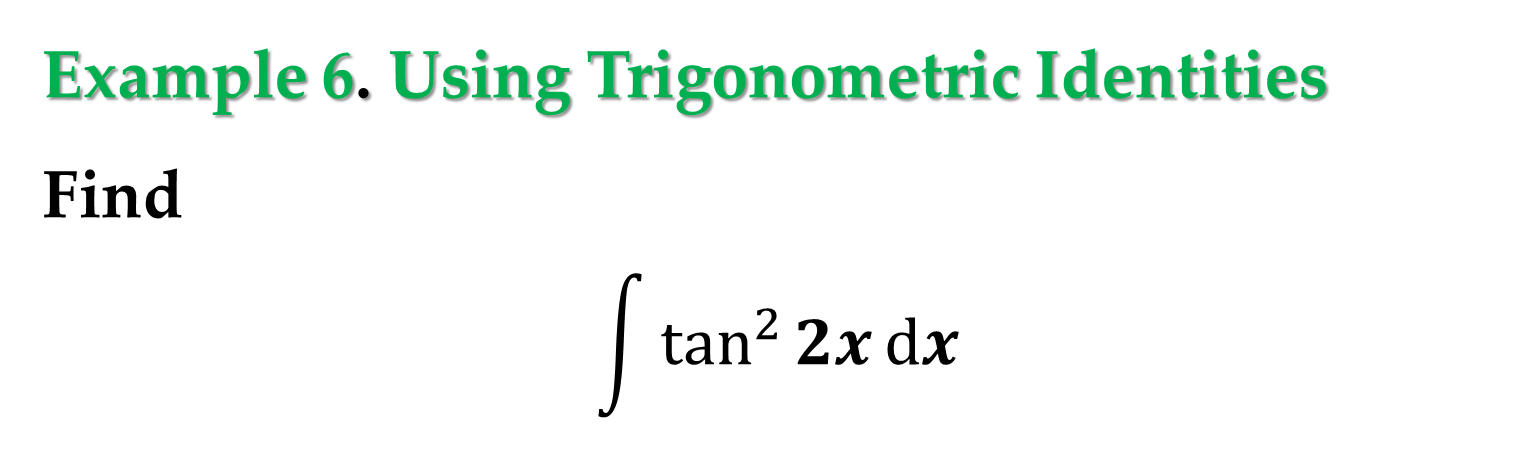 Example 6. Using Trigonometric Identities
Find
∫ tan² 2x dx